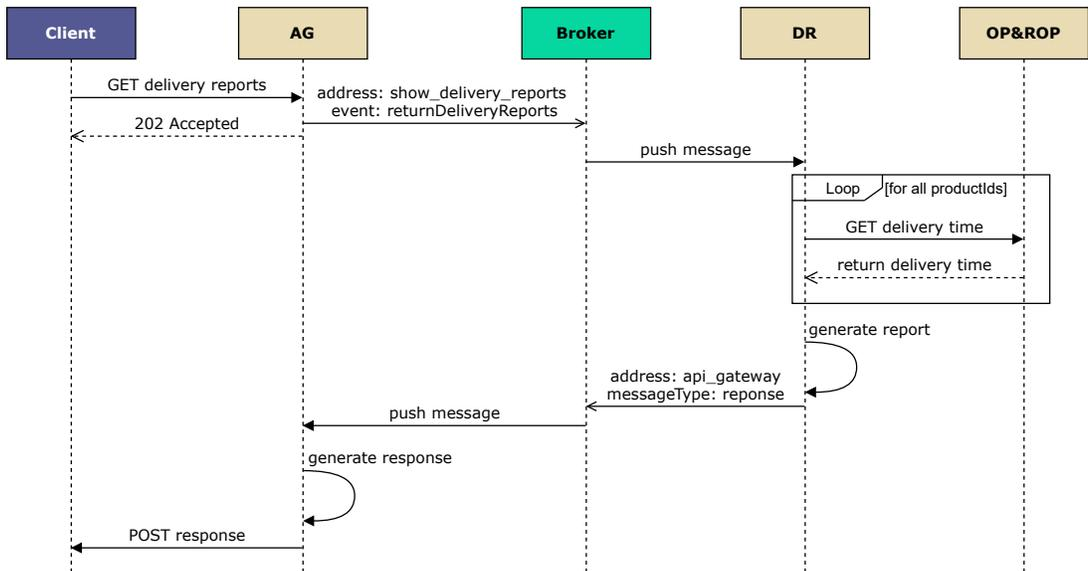 Client
AG
Broker
DR
OP&ROP
GET delivery reports
address: show_delivery_reports
event: returnDeliveryReports
202 Accepted
push message
Loop
[for all productIds]
GET delivery time
return delivery time
generate report
address: api_gateway
messageType: reponse
push message
generate response
POST response